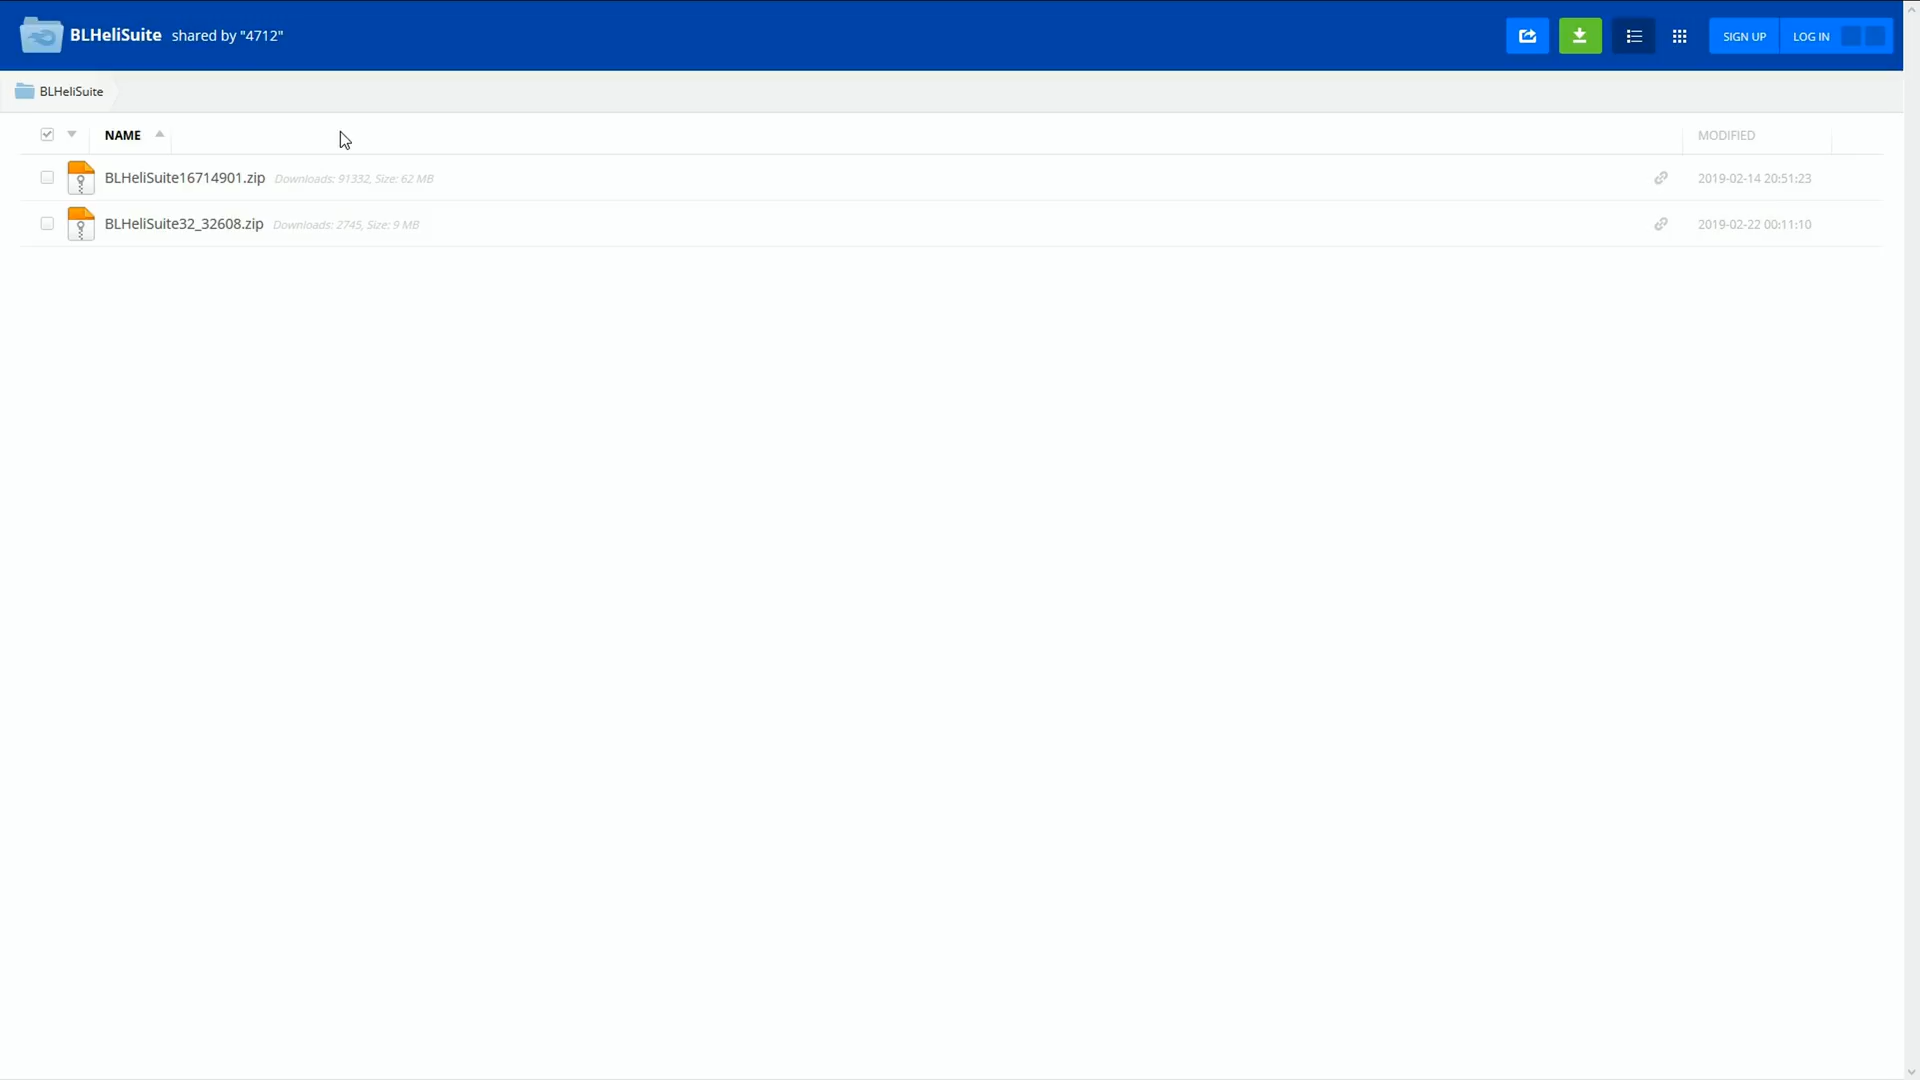 BLHeliSuite shared by "4712"
SIGN UP LOG IN
BLHeliSuite
NAME MODIFIED
BLHeliSuite16714901.zip Downloads: 91332, Size: 62 MB 2019-02-14 20:51:23
BLHeliSuite32_32608.zip Downloads: 2745, Size: 9 MB 2019-02-22 00:11:10